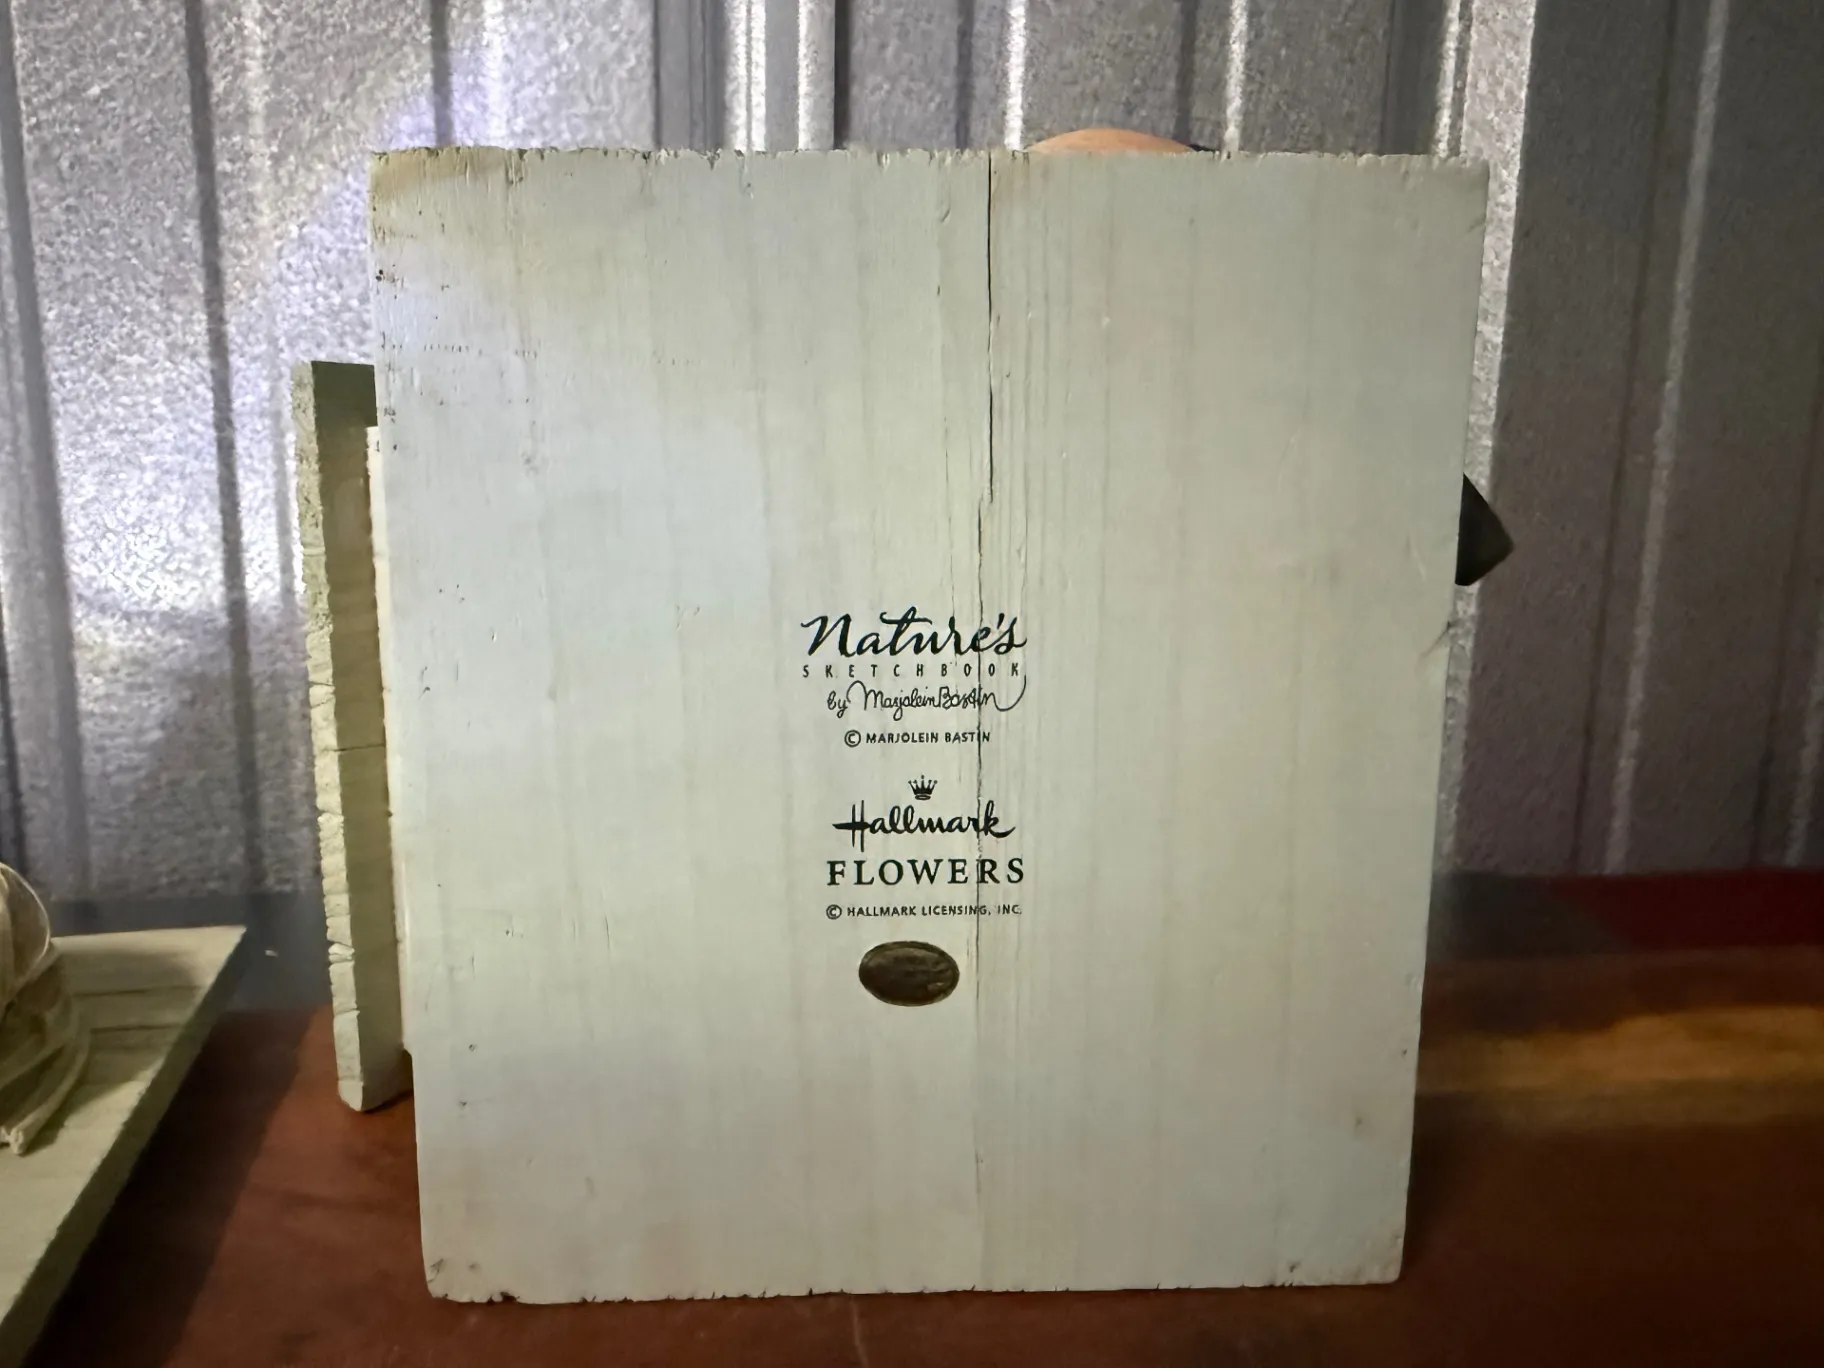 Nature's
SKETCHBOOK
by Marjolein Bastin
© MARJOLEIN BASTIN
Hallmark
FLOWERS
© HALLMARK LICENSING, INC.